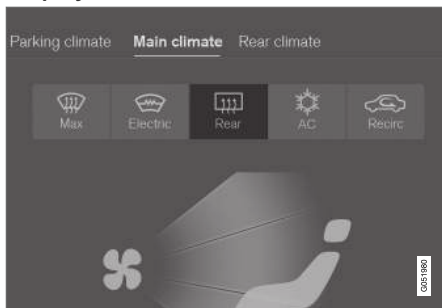 Parking climate Main climate Rear climate
Max Electric Rear AC Recirc
G051980